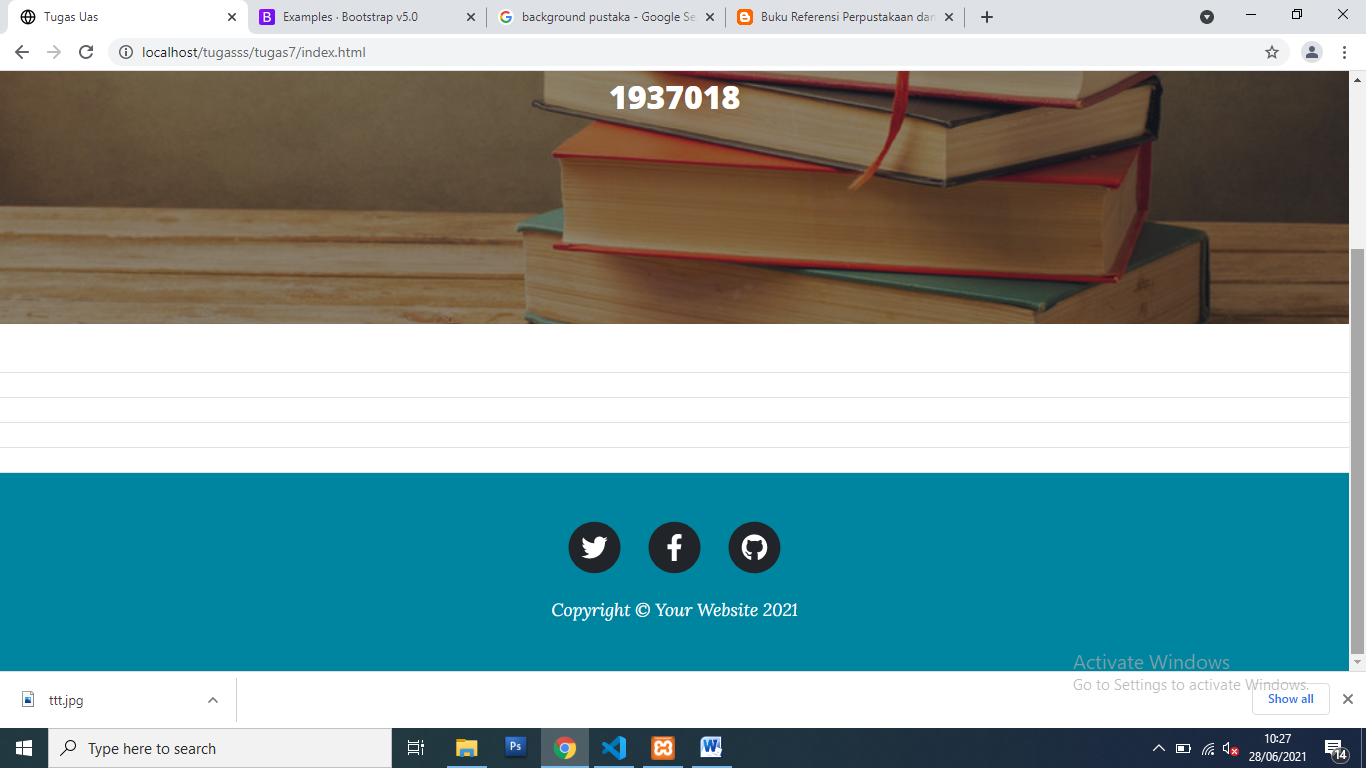 Tugas Uas
Examples · Bootstrap v5.0
background pustaka - Google Se
Buku Referensi Perpustakaan dan
localhost/tugasss/tugas7/index.html
1937018
Copyright © Your Website 2021
Activate Windows
Go to Settings to activate Windows.
ttt.jpg
Show all
Type here to search
Ps
10:27
28/06/2021
14